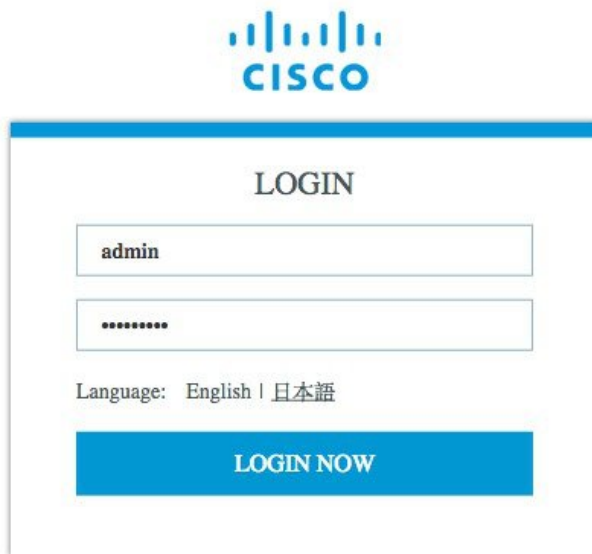 CISCO
LOGIN
admin
•••••••••
Language: English | 日本語
LOGIN NOW